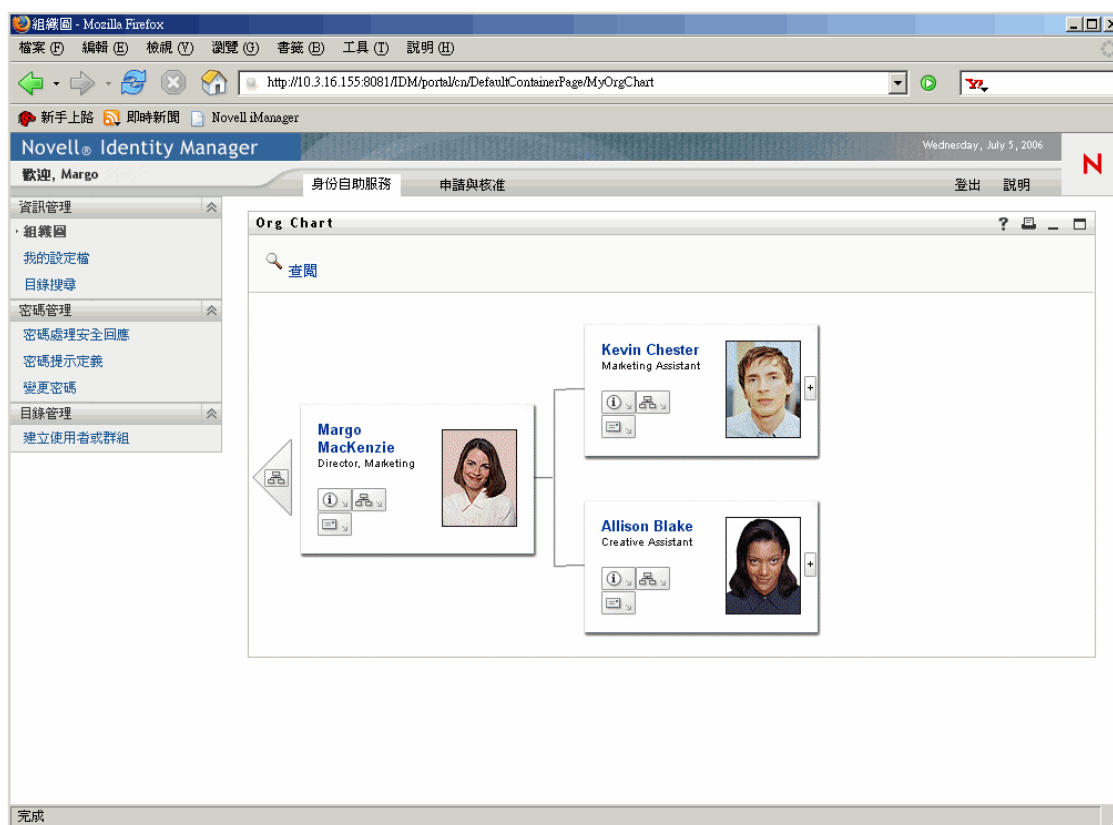 組織圖 - Mozilla Firefox
檔案(F) 編輯(E) 檢視(V) 瀏覽(G) 書籤(B) 工具(T) 說明(H)
http://10.3.16.155:8081/IDM/portal/cn/DefaultContainerPage/MyOrgChart
新手上路 即時新聞 Novell iManager
Novell® Identity Manager
Wednesday, July 5, 2006
N
歡迎, Margo
身份自助服務 申請與核准 登出 說明
資訊管理
組織圖
我的設定檔
目錄搜尋
密碼管理
密碼處理安全回應
密碼提示定義
變更密碼
目錄管理
建立使用者或群組
Org Chart
查閱
Kevin Chester
Marketing Assistant
Margo
MacKenzie
Director, Marketing
Allison Blake
Creative Assistant
完成